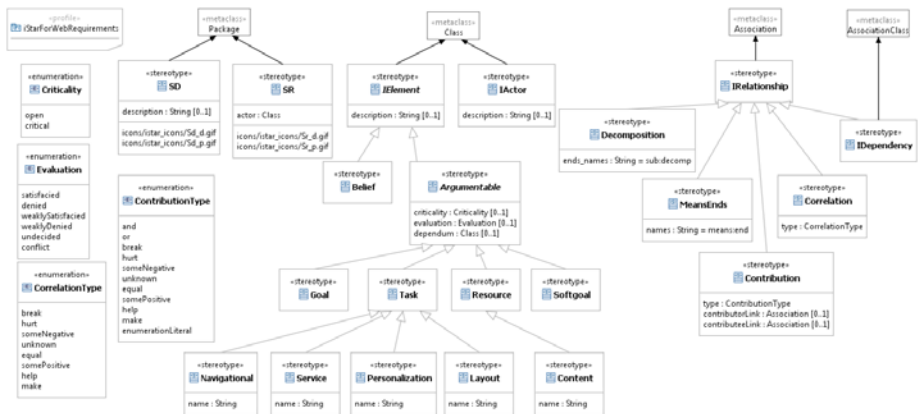 «profile»
iStarForWebRequirements
«metaclass»
Package
«metaclass»
Class
«metaclass»
Association
«metaclass»
AssociationClass
«enumeration»
Criticality
open
critical
«stereotype»
SD
description : String [0..1]
icons/istar_icons/Sd_d.gif
icons/istar_icons/Sd_p.gif
«stereotype»
SR
actor : Class
icons/istar_icons/Sr_d.gif
icons/istar_icons/Sr_p.gif
«stereotype»
IElement
description : String [0..1]
«stereotype»
IActor
description : String [0..1]
«stereotype»
IRelationship
«stereotype»
Decomposition
ends_names : String = sub:decomp
«stereotype»
IDependency
«enumeration»
Evaluation
satisfacied
denied
weaklySatisfacied
weaklyDenied
undecided
conflict
«enumeration»
ContributionType
and
or
break
hurt
someNegative
unknown
equal
somePositive
help
make
enumerationLiteral
«stereotype»
Belief
«stereotype»
Argumentable
criticality : Criticality [0..1]
evaluation : Evaluation [0..1]
dependum : Class [0..1]
«stereotype»
MeansEnds
names : String = means:end
«stereotype»
Correlation
type : CorrelationType
«enumeration»
CorrelationType
break
hurt
someNegative
unknown
equal
somePositive
help
make
«stereotype»
Goal
«stereotype»
Task
«stereotype»
Resource
«stereotype»
Softgoal
«stereotype»
Contribution
type : ContributionType
contributorLink : Association [0..1]
contributeeLink : Association [0..1]
«stereotype»
Navigational
name : String
«stereotype»
Service
name : String
«stereotype»
Personalization
name : String
«stereotype»
Layout
name : String
«stereotype»
Content
name : String